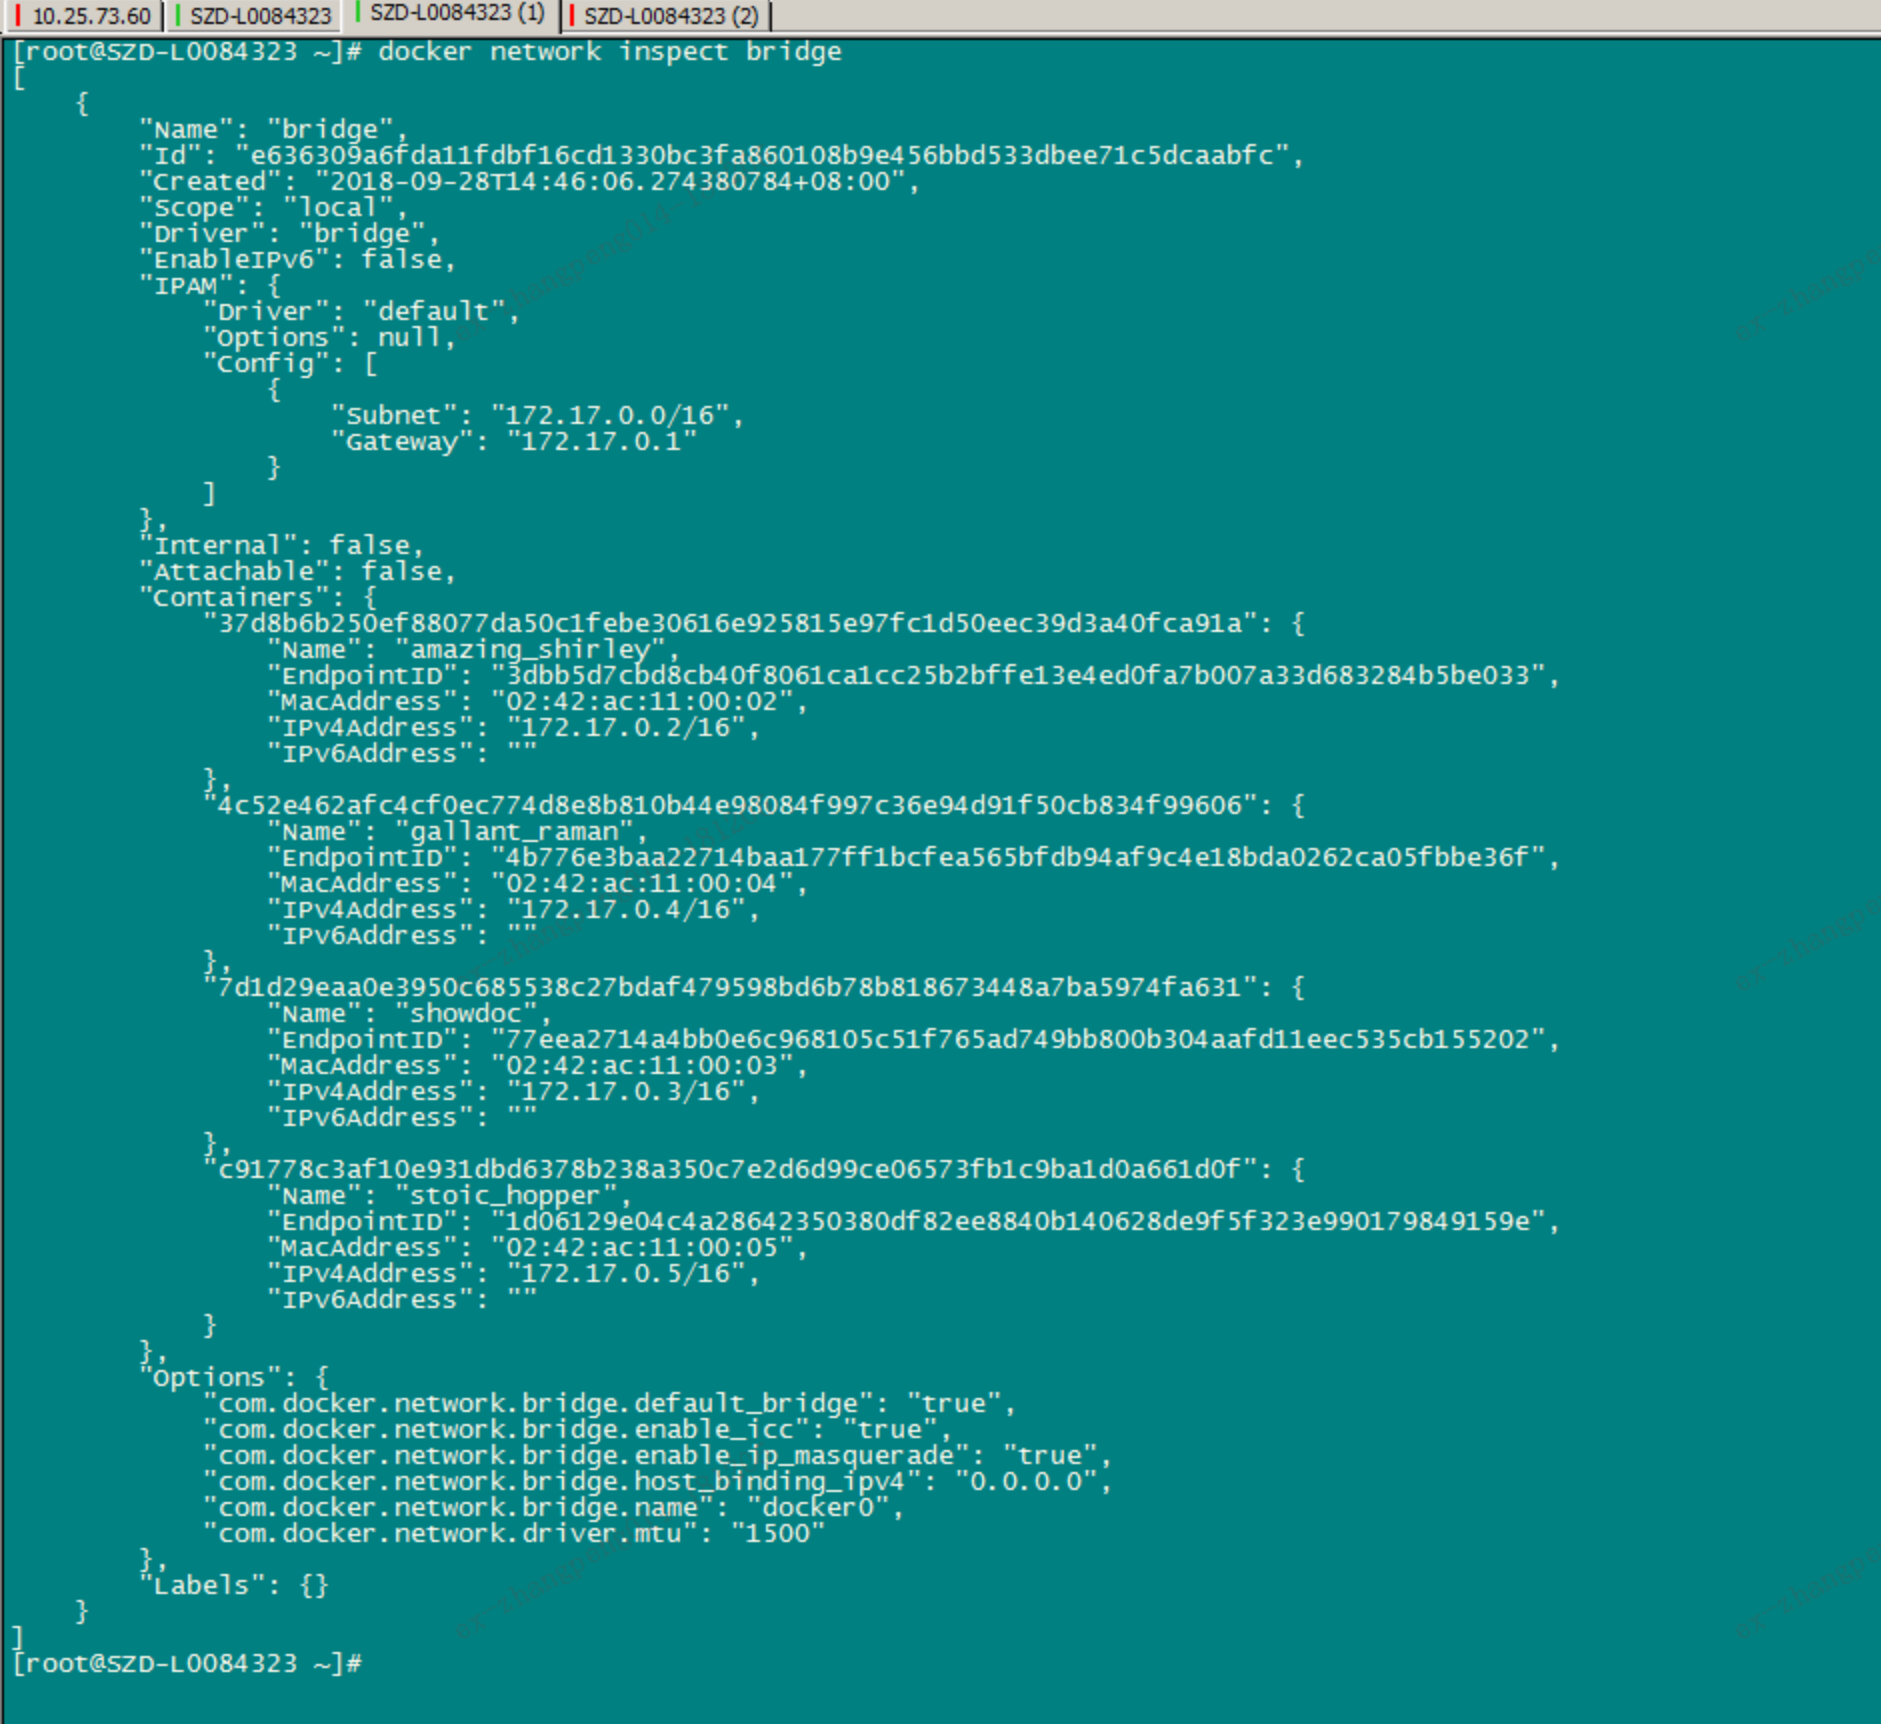 10.25.73.60
SZD-L0084323
SZD-L0084323 (1)
SZD-L0084323 (2)
[root@SZD-L0084323 ~]# docker network inspect bridge
[
    {
        "Name": "bridge",
        "Id": "e636309a6fda11fdbf16cd1330bc3fa860108b9e456bbd533dbee71c5dcaabfc",
        "Created": "2018-09-28T14:46:06.274380784+08:00",
        "Scope": "local",
        "Driver": "bridge",
        "EnableIPv6": false,
        "IPAM": {
            "Driver": "default",
            "Options": null,
            "Config": [
                {
                    "Subnet": "172.17.0.0/16",
                    "Gateway": "172.17.0.1"
                }
            ]
        },
        "Internal": false,
        "Attachable": false,
        "Containers": {
            "37d8b6b250ef88077da50c1febe30616e925815e97fc1d50eec39d3a40fca91a": {
                "Name": "amazing_shirley",
                "EndpointID": "3dbb5d7cbd8cb40f8061ca1cc25b2bffe13e4ed0fa7b007a33d683284b5be033",
                "MacAddress": "02:42:ac:11:00:02",
                "IPv4Address": "172.17.0.2/16",
                "IPv6Address": ""
            },
            "4c52e462afc4cf0ec774d8e8b810b44e98084f997c36e94d91f50cb834f99606": {
                "Name": "gallant_raman",
                "EndpointID": "4b776e3baa22714baa177ff1bcfea565bfdb94af9c4e18bda0262ca05fbbe36f",
                "MacAddress": "02:42:ac:11:00:04",
                "IPv4Address": "172.17.0.4/16",
                "IPv6Address": ""
            },
            "7d1d29eaa0e3950c685538c27bdaf479598bd6b78b818673448a7ba5974fa631": {
                "Name": "showdoc",
                "EndpointID": "77eea2714a4bb0e6c968105c51f765ad749bb800b304aafd11eec535cb155202",
                "MacAddress": "02:42:ac:11:00:03",
                "IPv4Address": "172.17.0.3/16",
                "IPv6Address": ""
            },
            "c91778c3af10e931dbd6378b238a350c7e2d6d99ce06573fb1c9ba1d0a661d0f": {
                "Name": "stoic_hopper",
                "EndpointID": "1d06129e04c4a28642350380df82ee8840b140628de9f5f323e990179849159e",
                "MacAddress": "02:42:ac:11:00:05",
                "IPv4Address": "172.17.0.5/16",
                "IPv6Address": ""
            }
        },
        "Options": {
            "com.docker.network.bridge.default_bridge": "true",
            "com.docker.network.bridge.enable_icc": "true",
            "com.docker.network.bridge.enable_ip_masquerade": "true",
            "com.docker.network.bridge.host_binding_ipv4": "0.0.0.0",
            "com.docker.network.bridge.name": "docker0",
            "com.docker.network.driver.mtu": "1500"
        },
        "Labels": {}
    }
]
[root@SZD-L0084323 ~]#